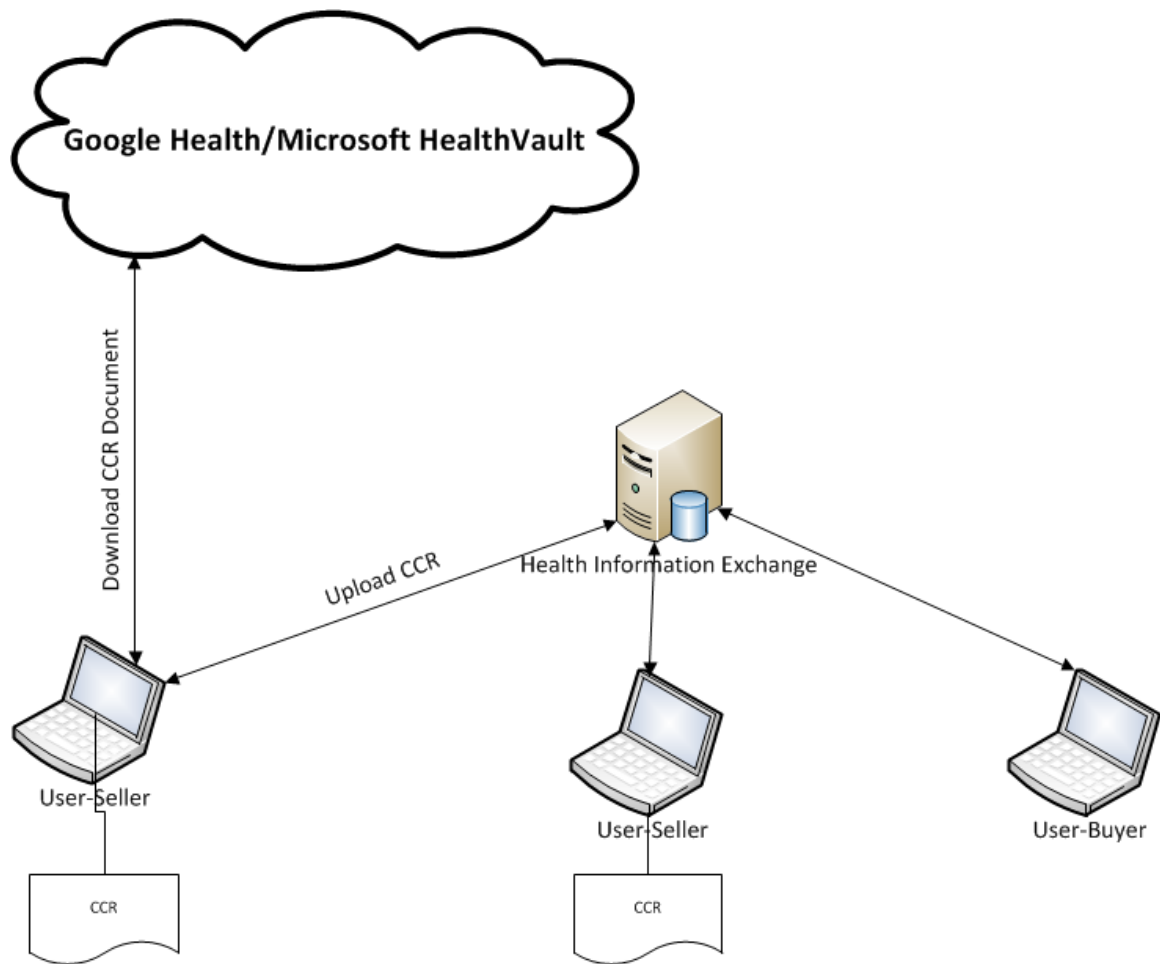 Google Health/Microsoft HealthVault
Download CCR Document
Health Information Exchange
Upload CCR
User-Seller
User-Seller
User-Buyer
CCR
CCR